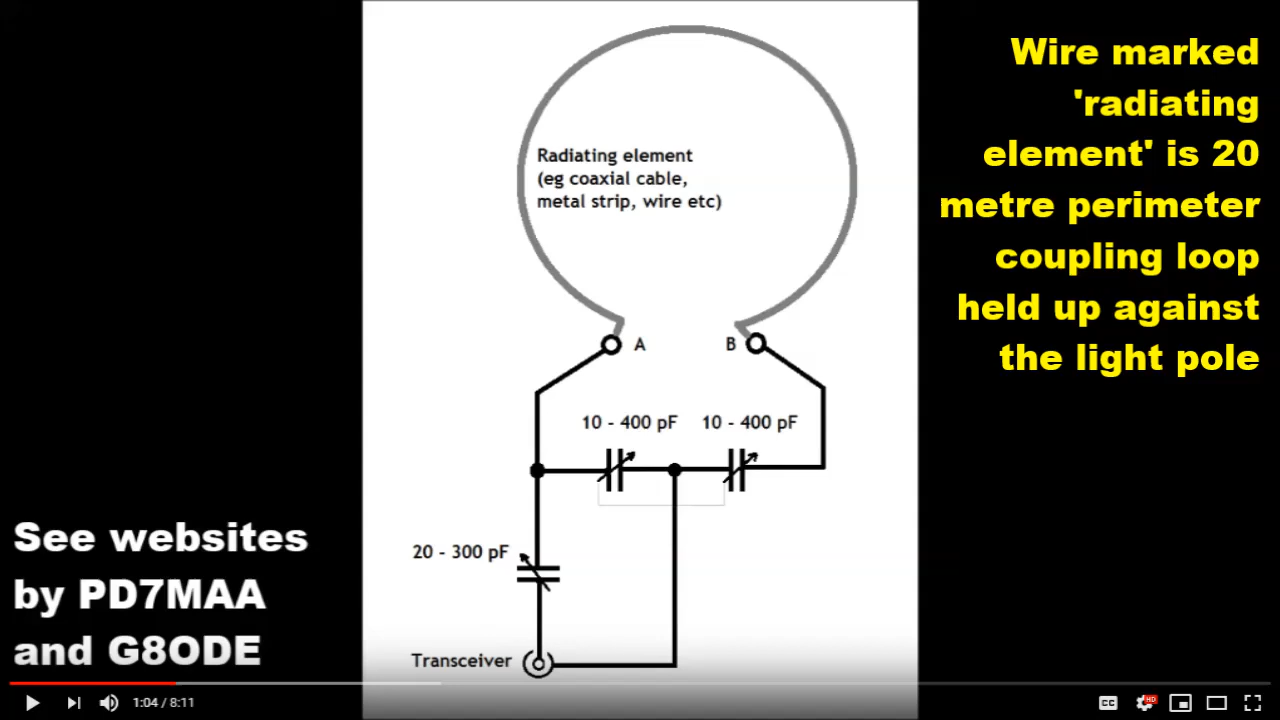 Wire marked
'radiating
element' is 20
metre perimeter
coupling loop
held up against
the light pole
Radiating element
(eg coaxial cable,
metal strip, wire etc)
A
B
10 - 400 pF
10 - 400 pF
20 - 300 pF
Transceiver
See websites
by PD7MAA
and G8ODE
1:04 / 8:11
CC
HD